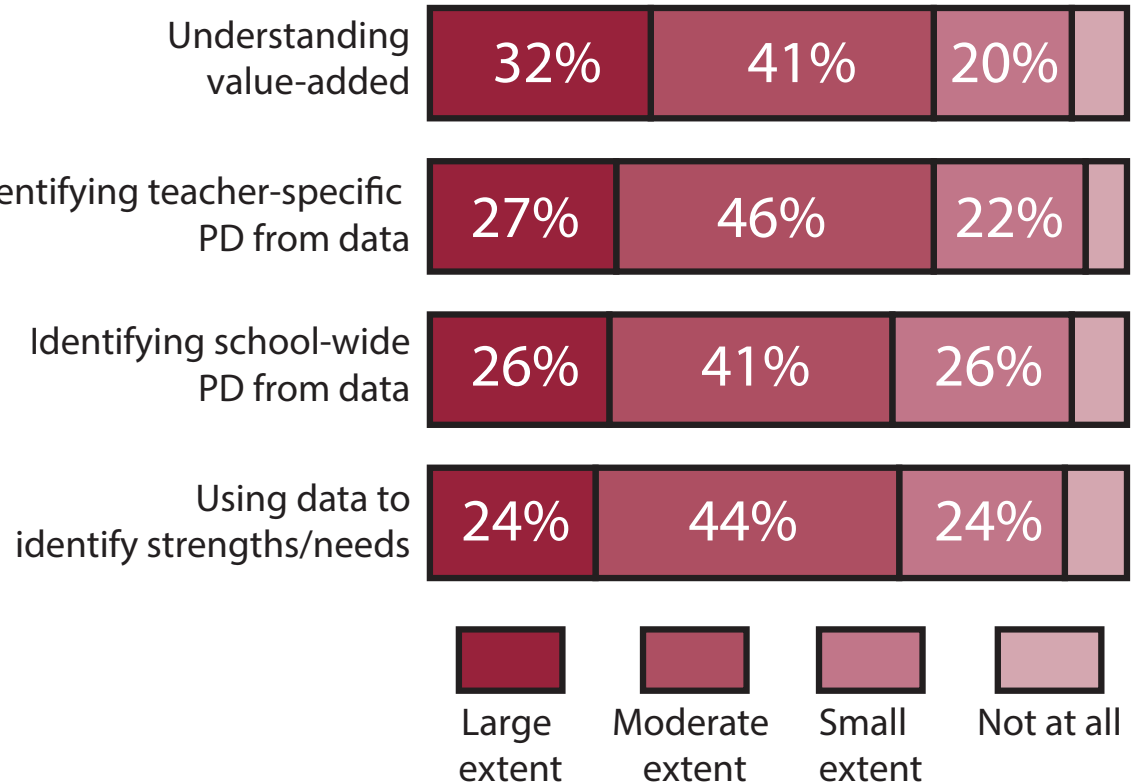 Understanding
value-added
32% 41% 20%
entifying teacher-specific
PD from data
27% 46% 22%
Identifying school-wide
PD from data
26% 41% 26%
Using data to
identify strengths/needs
24% 44% 24%
Large
extent
Moderate
extent
Small
extent
Not at all